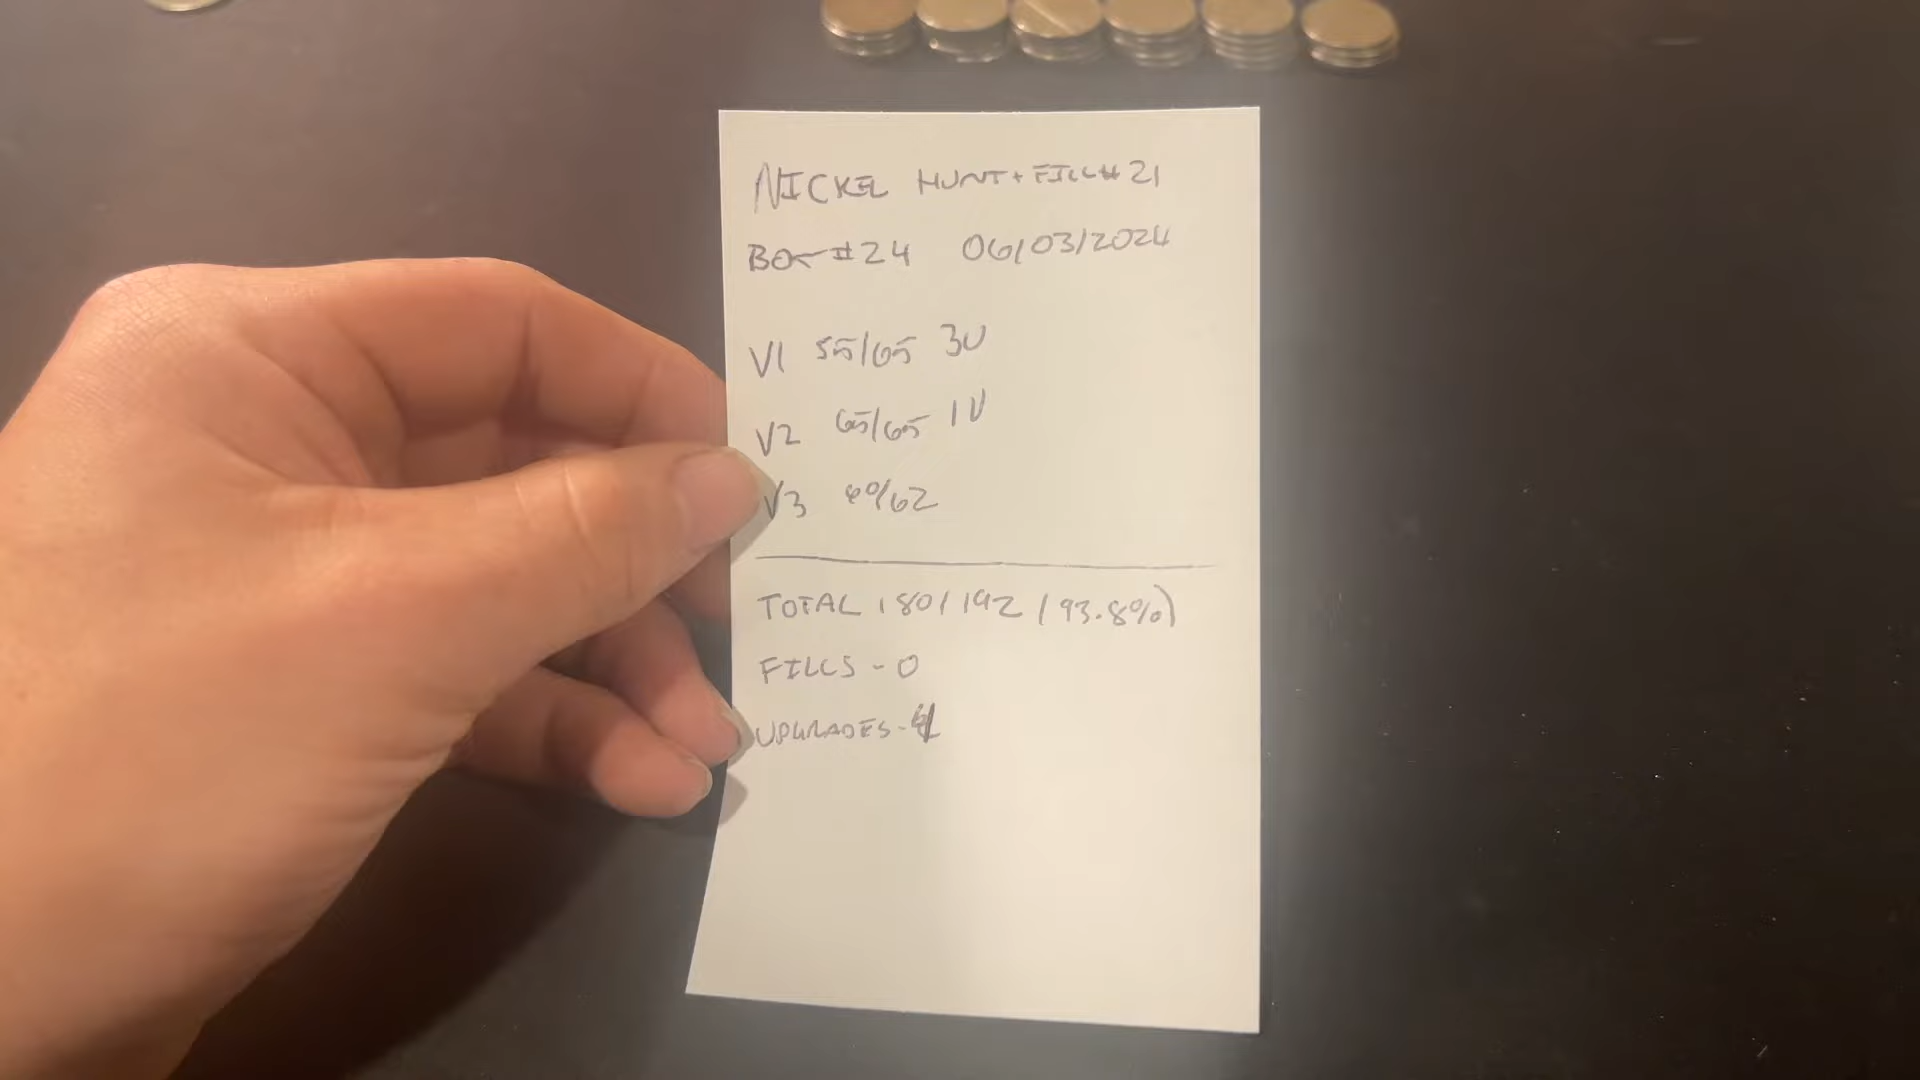 NICKEL HUNT + FILL # 21
BOX #24 06/03/2024
V1 55/65 3U
V2 65/65 1U
V3 60/62
TOTAL 180/192 (93.8%)
FILLS - 0
UPGRADES - 4